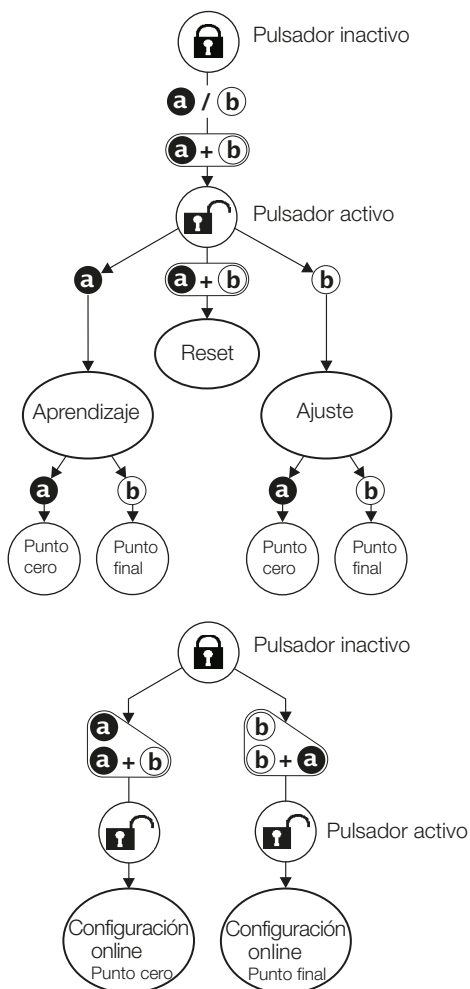 Pulsador inactivo
a / b
a + b
Pulsador activo
a
a + b
b
Reset
Aprendizaje
Ajuste
a
b
a
b
Punto
cero
Punto
final
Punto
cero
Punto
final
Pulsador inactivo
a
a + b
b
b + a
Pulsador activo
Configuración
online
Punto cero
Configuración
online
Punto final